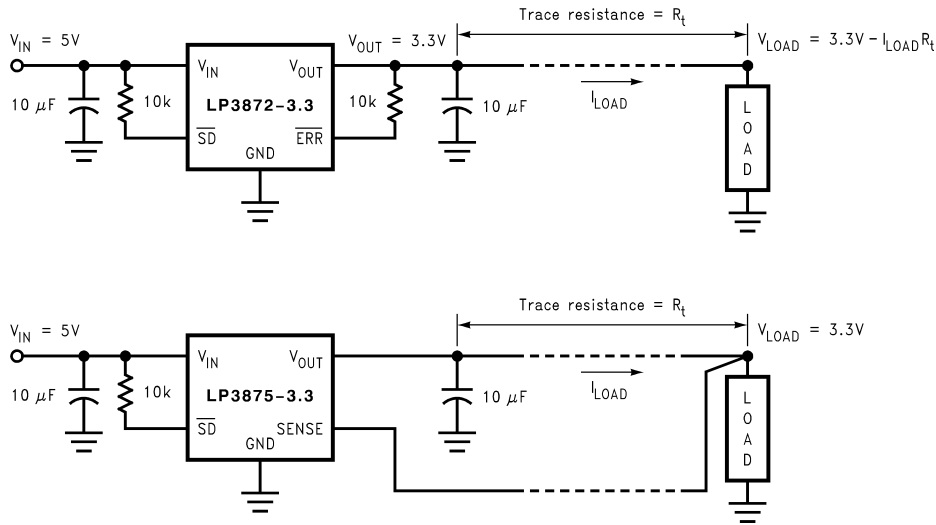 Trace resistance = Rt
VIN = 5V
VOUT = 3.3V
VLOAD = 3.3V - ILOADRt
VIN
VOUT
10 µF
10k
LP3872-3.3
10k
10 µF
ILOAD
SD
ERR
GND
LOAD
Trace resistance = Rt
VIN = 5V
VLOAD = 3.3V
VIN
VOUT
10 µF
10k
LP3875-3.3
10 µF
ILOAD
SD
SENSE
GND
LOAD